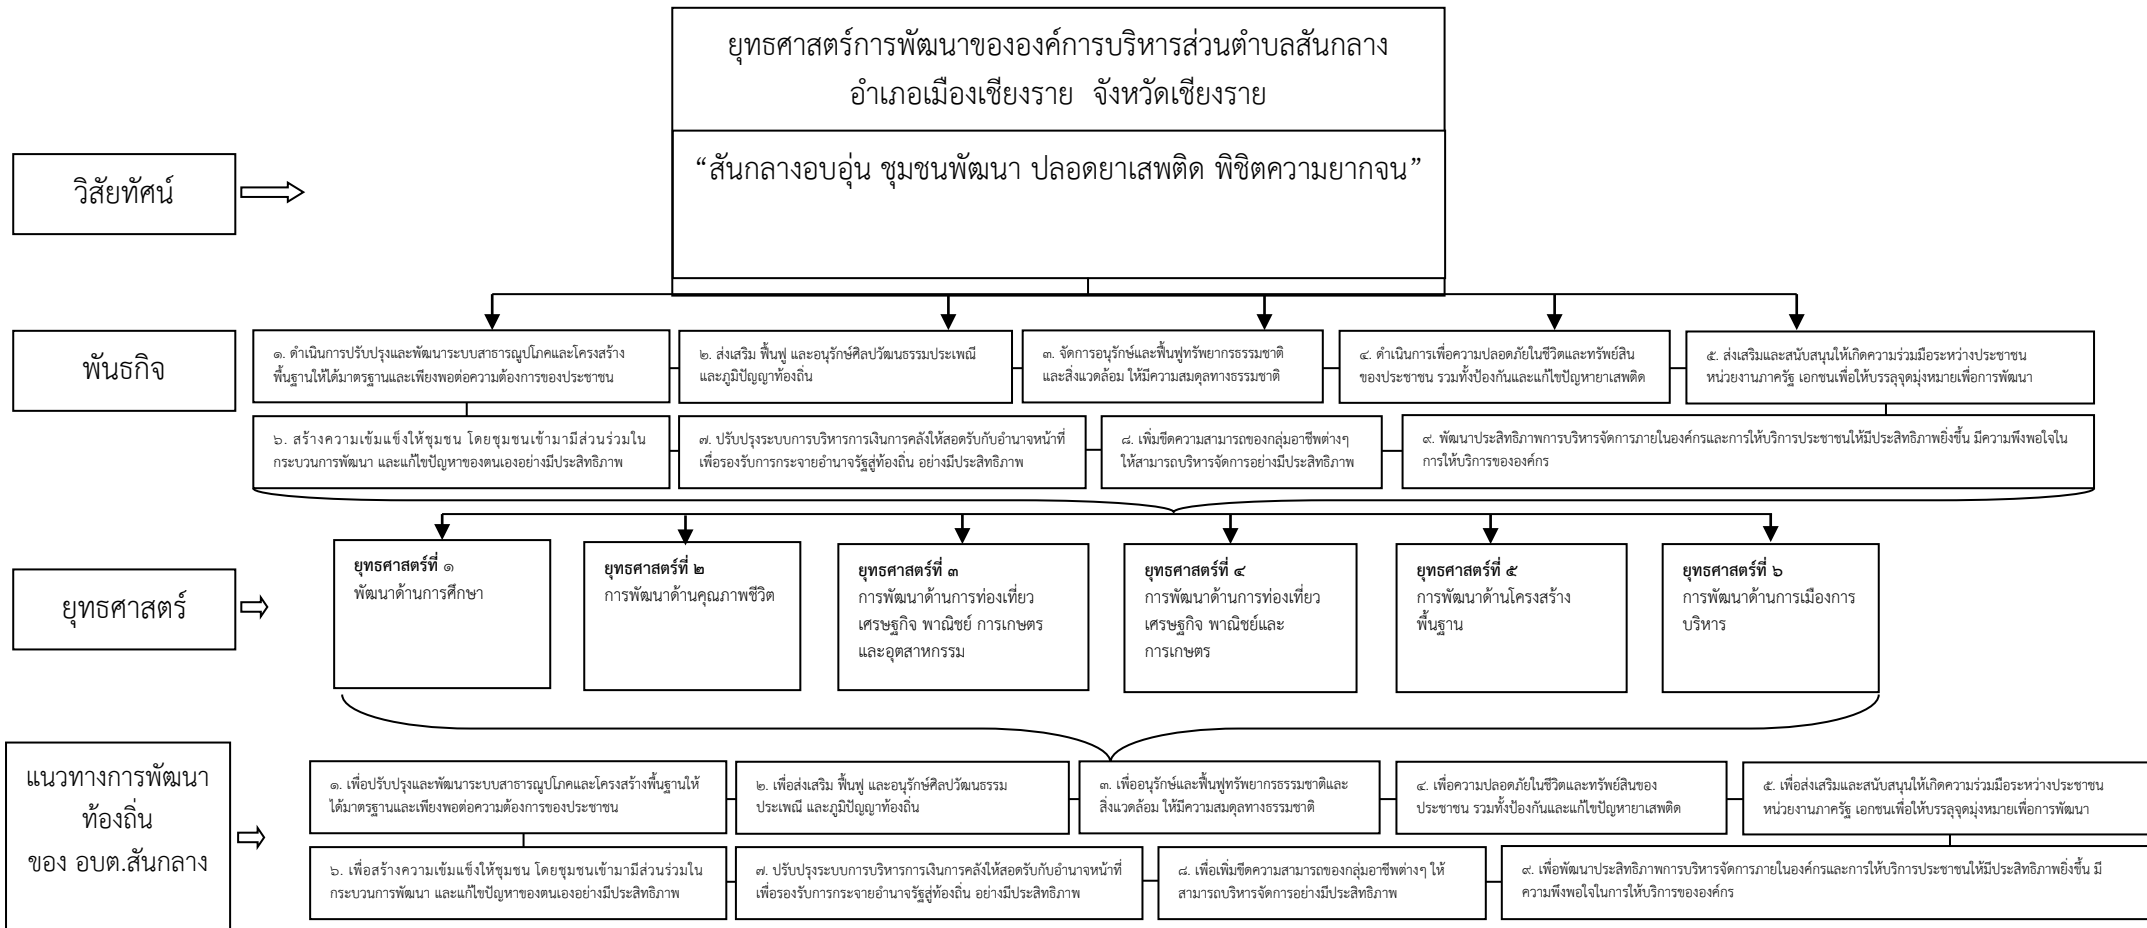 ยุทธศาสตร์การพัฒนาขององค์การบริหารส่วนตำบลสันกลาง
อำเภอเมืองเชียงราย จังหวัดเชียงราย
วิสัยทัศน์
“สันกลางอบอุ่น ชุมชนพัฒนา ปลอดยาเสพติด พิชิตความยากจน”
พันธกิจ
๑. ดำเนินการปรับปรุงและพัฒนาระบบสาธารณูปโภคและโครงสร้าง
พื้นฐานให้ได้มาตรฐานและเพียงพอต่อความต้องการของประชาชน
๒. ส่งเสริม ฟื้นฟู และอนุรักษ์ศิลปวัฒนธรรมประเพณี
และภูมิปัญญาท้องถิ่น
๓. จัดการอนุรักษ์และฟื้นฟูทรัพยากรธรรมชาติ
และสิ่งแวดล้อม ให้มีความสมดุลทางธรรมชาติ
๔. ดำเนินการเพื่อความปลอดภัยในชีวิตและทรัพย์สิน
ของประชาชน รวมทั้งป้องกันและแก้ไขปัญหายาเสพติด
๕. ส่งเสริมและสนับสนุนให้เกิดความร่วมมือระหว่างประชาชน
หน่วยงานภาครัฐ เอกชนเพื่อให้บรรลุจุดมุ่งหมายเพื่อการพัฒนา
๖. สร้างความเข้มแข็งให้ชุมชน โดยชุมชนเข้ามามีส่วนร่วมใน
กระบวนการพัฒนา และแก้ไขปัญหาของตนเองอย่างมีประสิทธิภาพ
๗. ปรับปรุงระบบการบริหารการเงินการคลังให้สอดรับกับอำนาจหน้าที่
เพื่อรองรับการกระจายอำนาจรัฐสู่ท้องถิ่น อย่างมีประสิทธิภาพ
๘. เพิ่มขีดความสามารถของกลุ่มอาชีพต่างๆ
ให้สามารถบริหารจัดการอย่างมีประสิทธิภาพ
๙. พัฒนาประสิทธิภาพการบริหารจัดการภายในองค์กรและการให้บริการประชาชนให้มีประสิทธิภาพยิ่งขึ้น มีความพึงพอใจใน
การให้บริการขององค์กร
ยุทธศาสตร์
ยุทธศาสตร์ที่ ๑
พัฒนาด้านการศึกษา
ยุทธศาสตร์ที่ ๒
การพัฒนาด้านคุณภาพชีวิต
ยุทธศาสตร์ที่ ๓
การพัฒนาด้านการท่องเที่ยว
เศรษฐกิจ พาณิชย์ การเกษตร
และอุตสาหกรรม
ยุทธศาสตร์ที่ ๔
การพัฒนาด้านการท่องเที่ยว
เศรษฐกิจ พาณิชย์และ
การเกษตร
ยุทธศาสตร์ที่ ๕
การพัฒนาด้านโครงสร้าง
พื้นฐาน
ยุทธศาสตร์ที่ ๖
การพัฒนาด้านการเมืองการ
บริหาร
แนวทางการพัฒนา
ท้องถิ่น
ของ อบต.สันกลาง
๑. เพื่อปรับปรุงและพัฒนาระบบสาธารณูปโภคและโครงสร้างพื้นฐานให้
ได้มาตรฐานและเพียงพอต่อความต้องการของประชาชน
๒. เพื่อส่งเสริม ฟื้นฟู และอนุรักษ์ศิลปวัฒนธรรม
ประเพณี และภูมิปัญญาท้องถิ่น
๓. เพื่ออนุรักษ์และฟื้นฟูทรัพยากรธรรมชาติและ
สิ่งแวดล้อม ให้มีความสมดุลทางธรรมชาติ
๔. เพื่อความปลอดภัยในชีวิตและทรัพย์สินของ
ประชาชน รวมทั้งป้องกันและแก้ไขปัญหายาเสพติด
๕. เพื่อส่งเสริมและสนับสนุนให้เกิดความร่วมมือระหว่างประชาชน
หน่วยงานภาครัฐ เอกชนเพื่อให้บรรลุจุดมุ่งหมายเพื่อการพัฒนา
๖. เพื่อสร้างความเข้มแข็งให้ชุมชน โดยชุมชนเข้ามามีส่วนร่วมใน
กระบวนการพัฒนา และแก้ไขปัญหาของตนเองอย่างมีประสิทธิภาพ
๗. ปรับปรุงระบบการบริหารการเงินการคลังให้สอดรับกับอำนาจหน้าที่
เพื่อรองรับการกระจายอำนาจรัฐสู่ท้องถิ่น อย่างมีประสิทธิภาพ
๘. เพื่อเพิ่มขีดความสามารถของกลุ่มอาชีพต่างๆ ให้
สามารถบริหารจัดการอย่างมีประสิทธิภาพ
๙. เพื่อพัฒนาประสิทธิภาพการบริหารจัดการภายในองค์กรและการให้บริการประชาชนให้มีประสิทธิภาพยิ่งขึ้น มี
ความพึงพอใจในการให้บริการขององค์กร